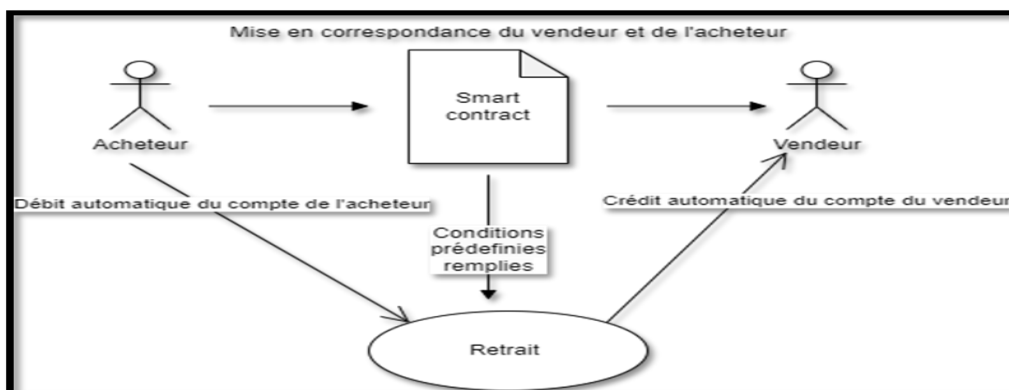 Mise en correspondance du vendeur et de l'acheteur
Smart
contract
Acheteur
Vendeur
Débit automatique du compte de l'acheteur
Crédit automatique du compte du vendeur
Conditions
prédefinies
remplies
Retrait